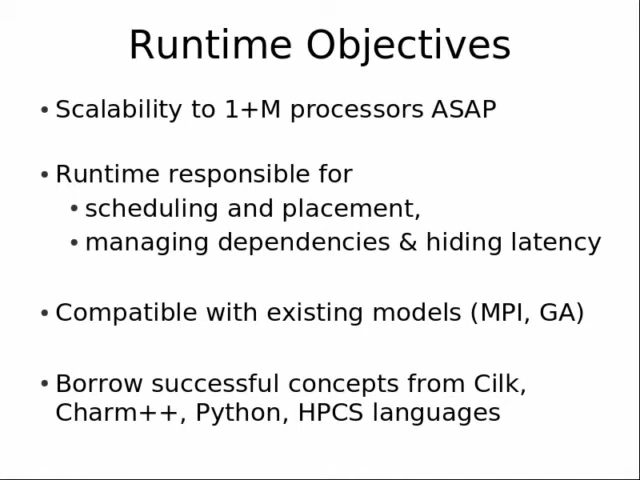 Runtime Objectives
• Scalability to 1+M processors ASAP
• Runtime responsible for
• scheduling and placement,
• managing dependencies & hiding latency
• Compatible with existing models (MPI, GA)
• Borrow successful concepts from Cilk,
Charm++, Python, HPCS languages